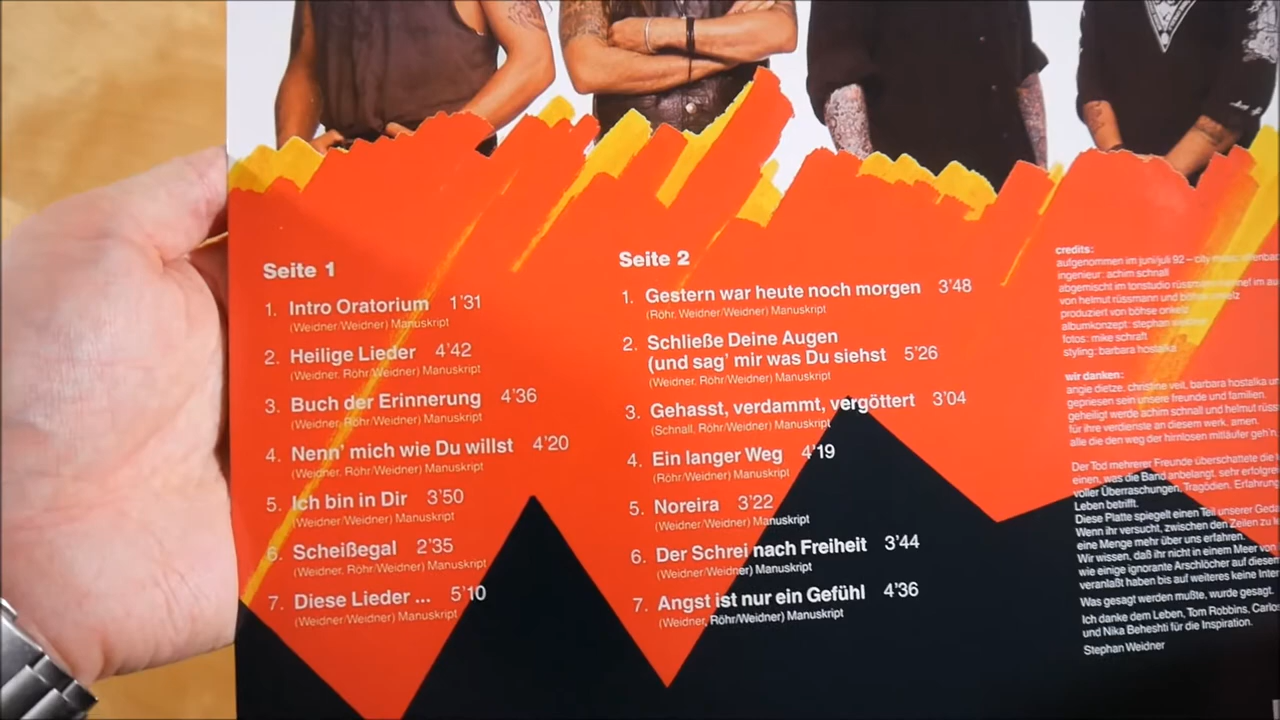 Seite 1
1. Intro Oratorium 1'31
(Weidner/Weidner) Manuskript
2. Heilige Lieder 4'42
(Weidner, Röhr/Weidner) Manuskript
3. Buch der Erinnerung 4'36
(Weidner, Röhr/Weidner) Manuskript
4. Nenn' mich wie Du willst 4'20
(Weidner, Röhr/Weidner) Manuskript
5. Ich bin in Dir 3'50
(Weidner/Weidner) Manuskript
6. Scheißegal 2'35
(Weidner, Röhr/Weidner) Manuskript
7. Diese Lieder ... 5'10
(Weidner/Weidner) Manuskript
Seite 2
1. Gestern war heute noch morgen 3'48
(Röhr, Weidner/Weidner) Manuskript
2. Schließe Deine Augen
(und sag' mir was Du siehst 5'26
(Weidner, Röhr/Weidner) Manuskript
3. Gehasst, verdammt, vergöttert 3'04
(Schnall, Röhr/Weidner) Manuskript
4. Ein langer Weg 4'19
(Röhr/Weidner) Manuskript
5. Noreira 3'22
(Weidner/Weidner) Manuskript
6. Der Schrei nach Freiheit 3'44
(Weidner/Weidner) Manuskript
7. Angst ist nur ein Gefühl 4'36
(Weidner, Röhr/Weidner) Manuskript
credits:
aufgenommen im juni/juli 92 – city
ingenieur: achim schnall
abgemischt im tonstudio
von helmut rüssmann und böhse onkelz
produziert von böhse onkelz
albumkonzept: stephan weidner
fotos: mike schraft
styling: barbara hostalka
wir danken:
angie dietze, christine veil, barbara hostalka
gepriesen sein unsere freunde und familien.
geheiligt werde achim schnall und helmut
für ihre verdienste an diesem werk, amen.
alle die den weg der hirnlosen mitläufer geh'n
Der Tod mehrerer Freunde überschattete die
einen, was die Band anbelangt, sehr
voller Überraschungen, Tragödien,
Leben betrifft.
Diese Platte spiegelt einen Teil unserer
Wenn ihr versucht, zwischen den Zeilen zu
eine Menge mehr über uns erfahren.
Wir wissen, daß ihr nicht in einem Meer von
wie einige ignorante Arschlöcher auf diesem
veranlaßt haben bis auf weiteres keine
Was gesagt werden mußte, wurde gesagt.
Ich danke dem Leben, Tom Robbins,
und Nika Beheshti für die Inspiration.
Stephan Weidner